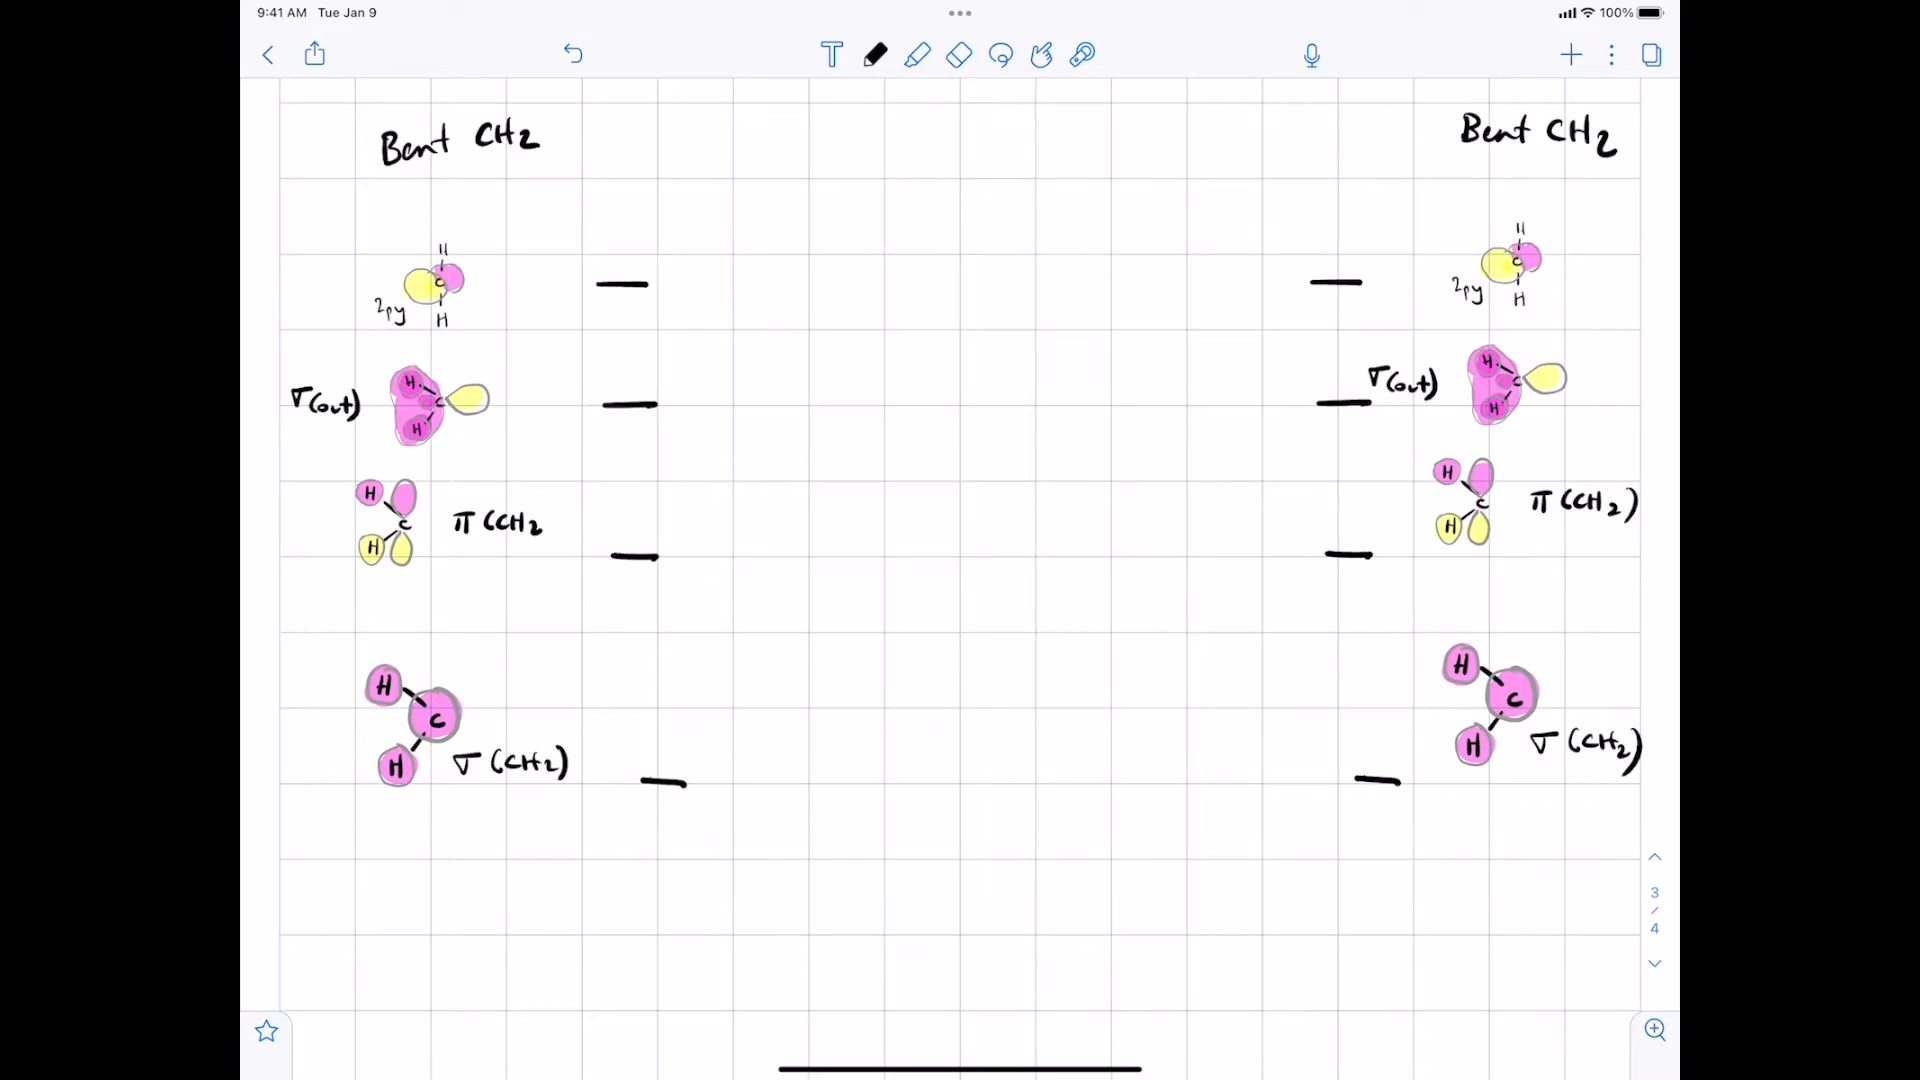 9:41 AM Tue Jan 9
100%
Bent CH2
Bent CH2
H
C
H
2py
H
C
H
2py
σ(out)
H
C
H
σ(out)
H
C
H
H
C
H
π(CH2
H
C
H
π(CH2)
H
C
H
σ(CH2)
H
C
H
σ(CH2)
3
/
4